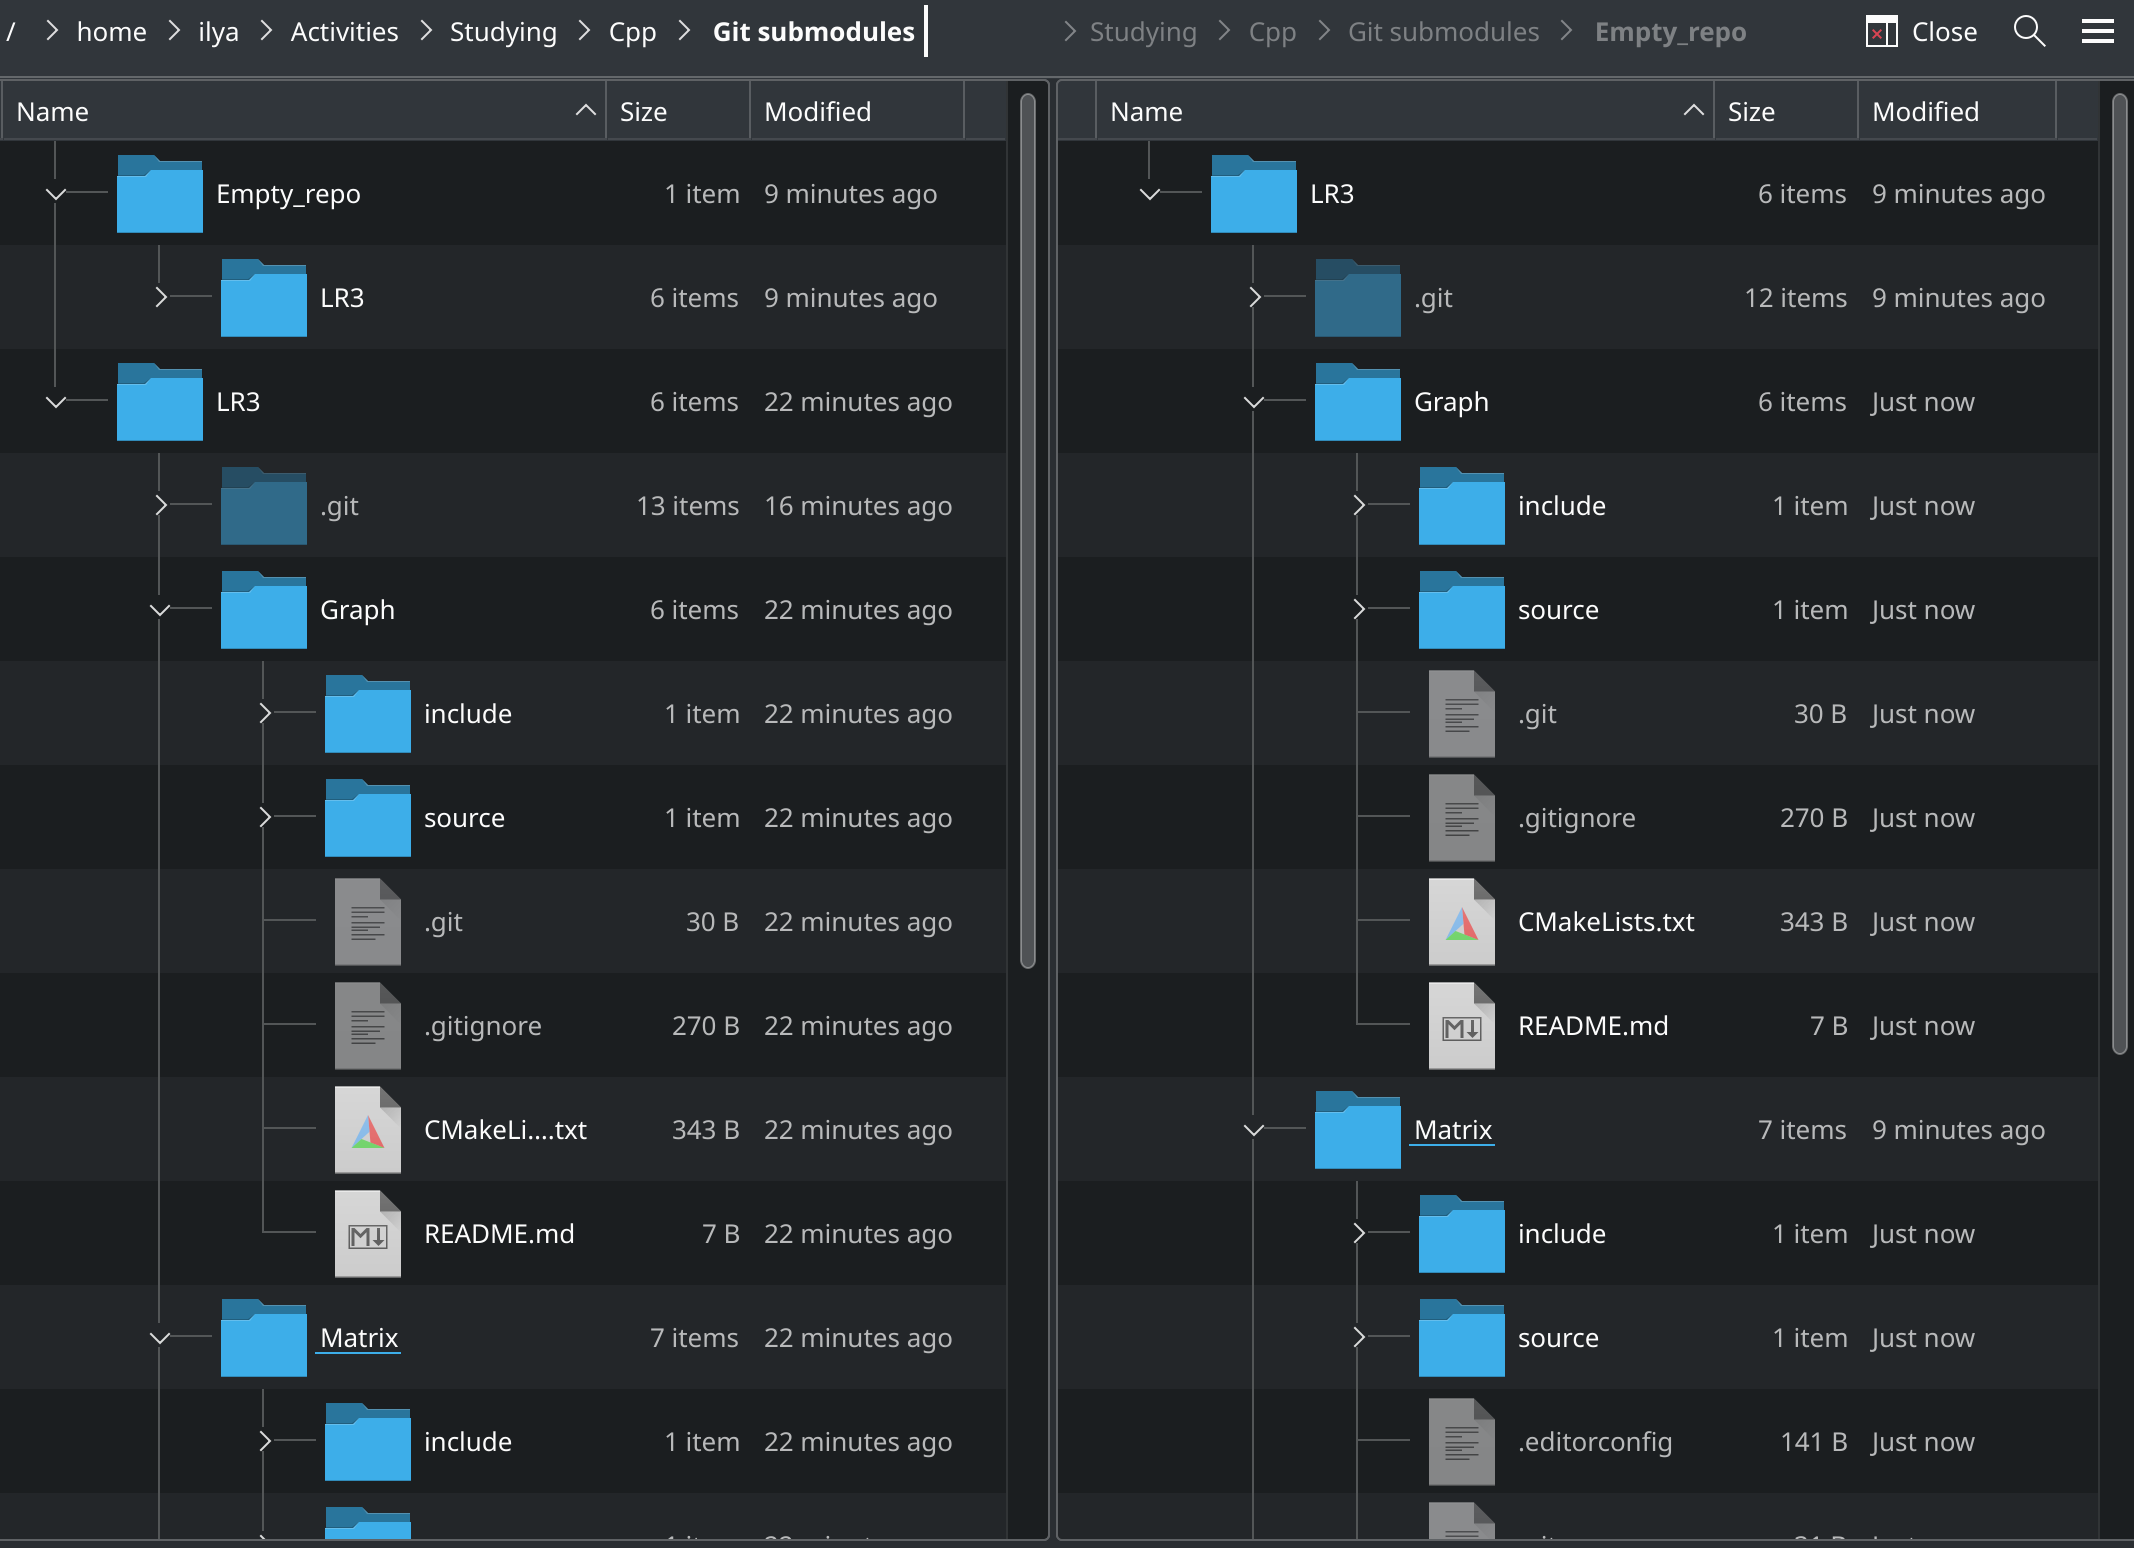 / > home > ilya > Activities > Studying > Cpp > Git submodules
> Studying > Cpp > Git submodules > Empty_repo
Close
Name Size Modified
Empty_repo 1 item 9 minutes ago
LR3 6 items 9 minutes ago
LR3 6 items 22 minutes ago
.git 13 items 16 minutes ago
Graph 6 items 22 minutes ago
include 1 item 22 minutes ago
source 1 item 22 minutes ago
.git 30 B 22 minutes ago
.gitignore 270 B 22 minutes ago
CMakeLi....txt 343 B 22 minutes ago
README.md 7 B 22 minutes ago
Matrix 7 items 22 minutes ago
include 1 item 22 minutes ago
Name Size Modified
LR3 6 items 9 minutes ago
.git 12 items 9 minutes ago
Graph 6 items Just now
include 1 item Just now
source 1 item Just now
.git 30 B Just now
.gitignore 270 B Just now
CMakeLists.txt 343 B Just now
README.md 7 B Just now
Matrix 7 items 9 minutes ago
include 1 item Just now
source 1 item Just now
.editorconfig 141 B Just now